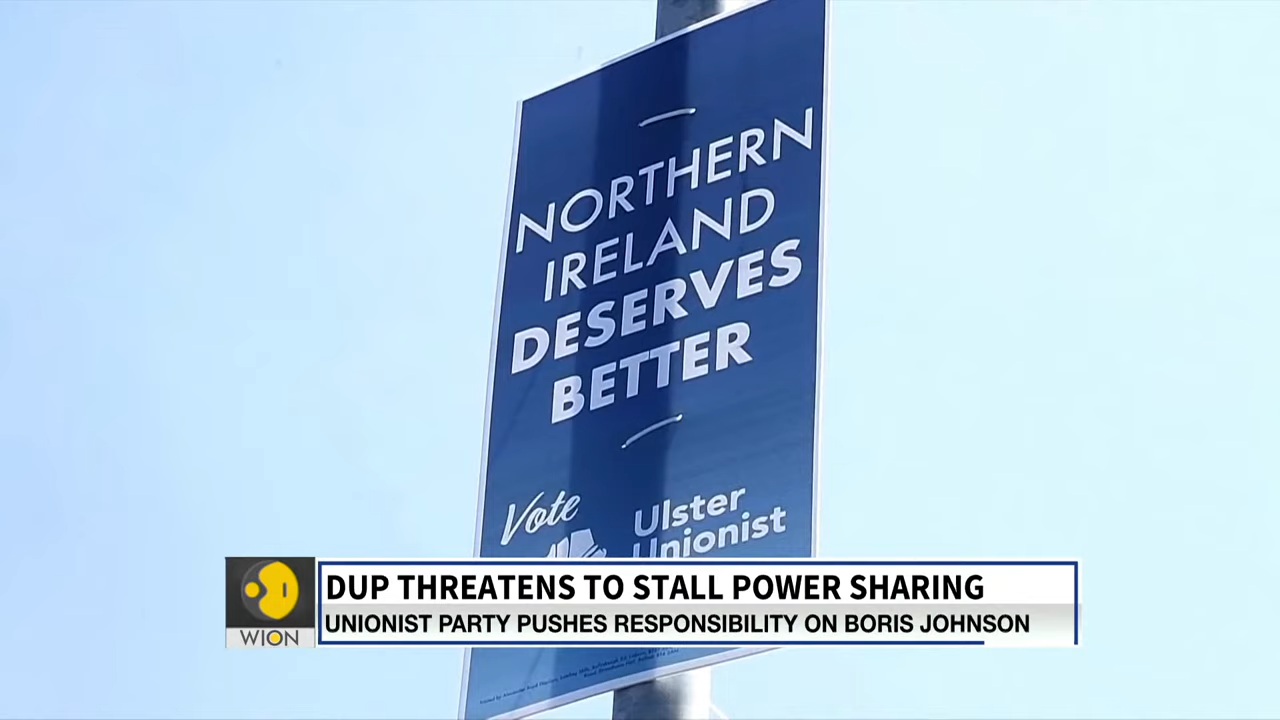 NORTHERN
IRELAND
DESERVES
BETTER
Vote
Ulster
Unionist
DUP THREATENS TO STALL POWER SHARING
UNIONIST PARTY PUSHES RESPONSIBILITY ON BORIS JOHNSON
WION